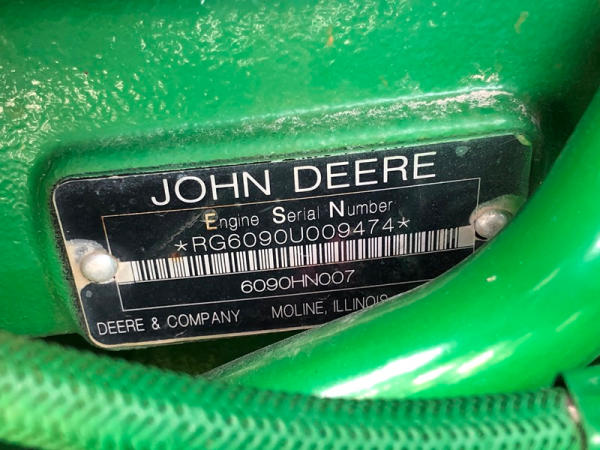 JOHN DEERE
Engine Serial Number
*RG6090U009474*
6090HN007
DEERE & COMPANY MOLINE, ILLINOIS